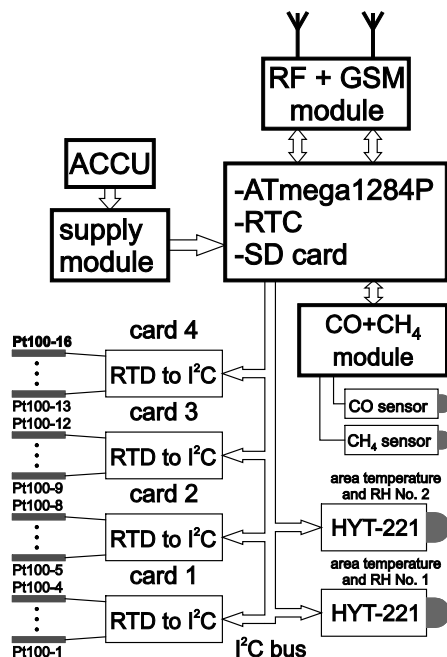 RF + GSM
module
ACCU
supply
module
-ATmega1284P
-RTC
-SD card
CO+CH₄
module
CO sensor
CH₄ sensor
card 4
Pt100-16
RTD to I²C
Pt100-13
card 3
Pt100-12
RTD to I²C
Pt100-9
card 2
Pt100-8
RTD to I²C
Pt100-5
card 1
Pt100-4
RTD to I²C
Pt100-1
area temperature
and RH No. 2
HYT-221
area temperature
and RH No. 1
HYT-221
I²C bus